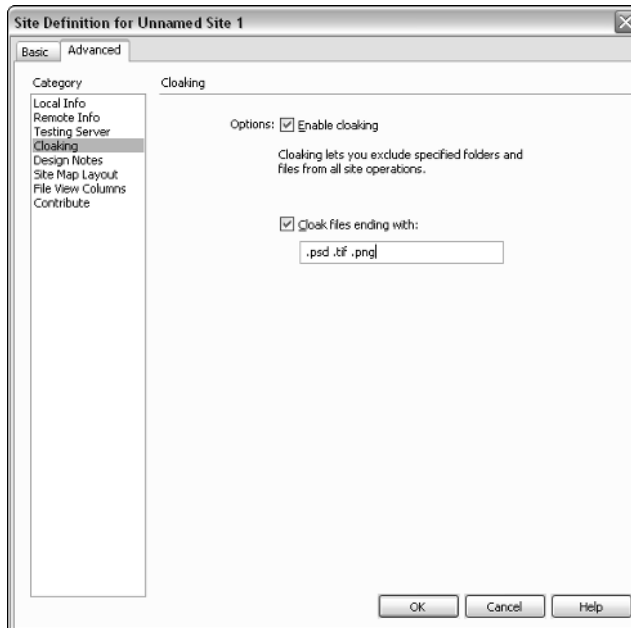 Site Definition for Unnamed Site 1
Basic
Advanced
Category
Local Info
Remote Info
Testing Server
Cloaking
Design Notes
Site Map Layout
File View Columns
Contribute
Cloaking
Options: Enable cloaking
Cloaking lets you exclude specified folders and
files from all site operations.
Cloak files ending with:
.psd .tif .png
OK
Cancel
Help